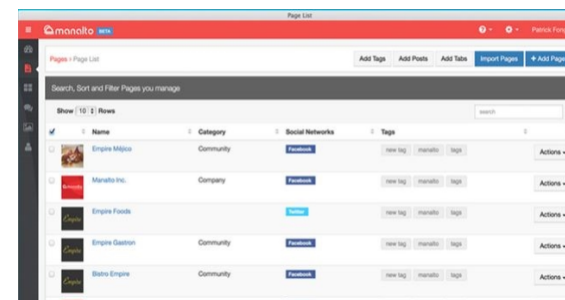 Page List
manalto BETA
Patrick Forg
Pages / Page List
Add Tags Add Posts Add Tabs Import Pages + Add Page
Search, Sort and Filter Pages you manage
Show 10 Rows search
Name Category Social Networks Tags
Empire Méjico Community Facebook new tag manalto tags Actions
Manalto Inc. Company Facebook new tag manalto tags Actions
Empire Foods Twitter new tag manalto tags Actions
Empire Gastron Community Facebook new tag manalto tags Actions
Bistro Empire Community Facebook new tag manalto tags Actions